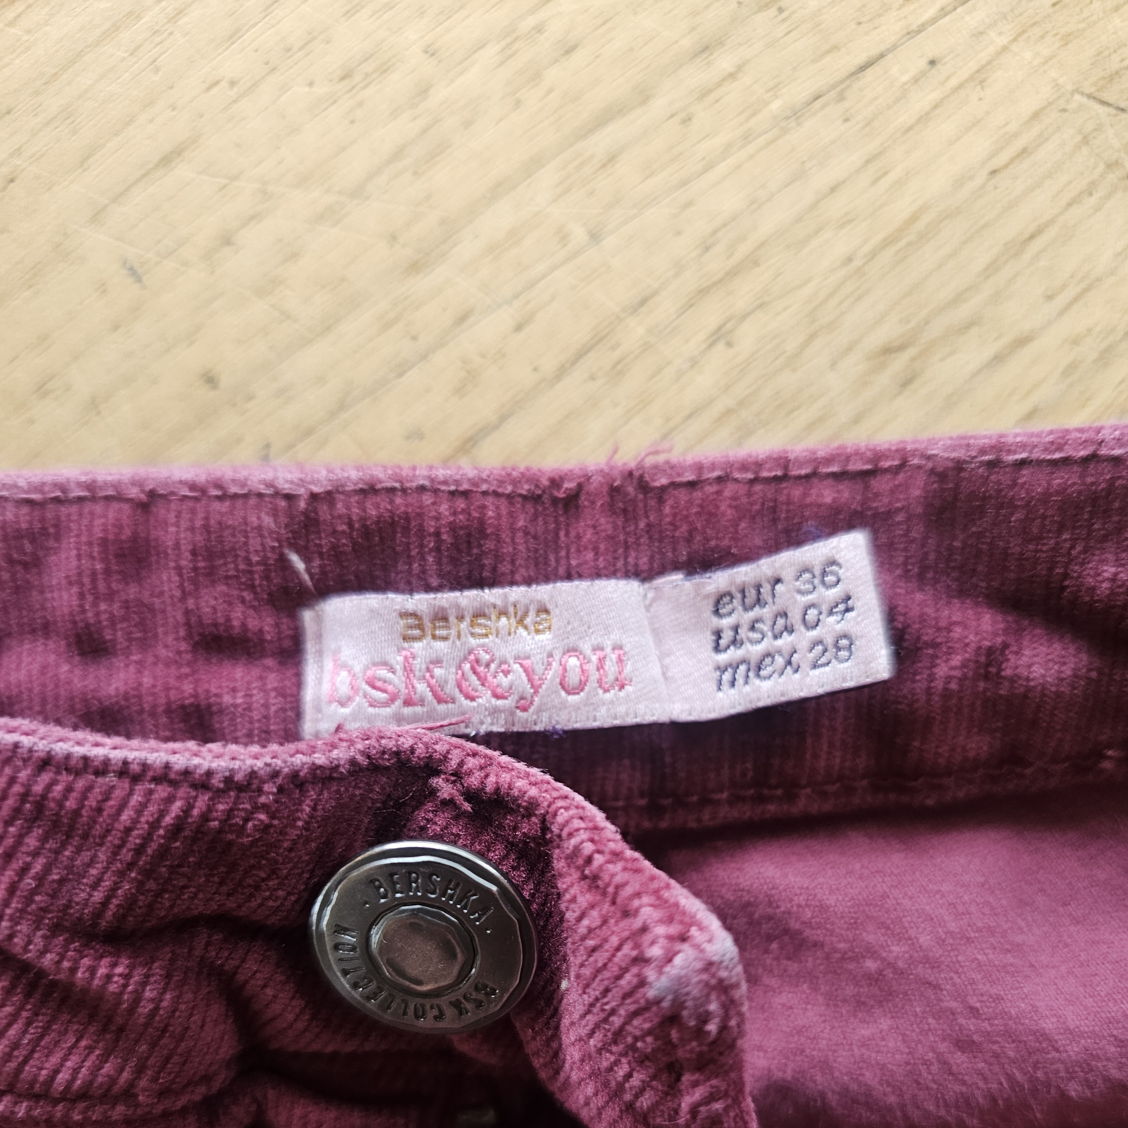 Bershka
bsk&you
eur 36
usa 04
mex 28
· BERSHKA ·
BSK COLLECTION